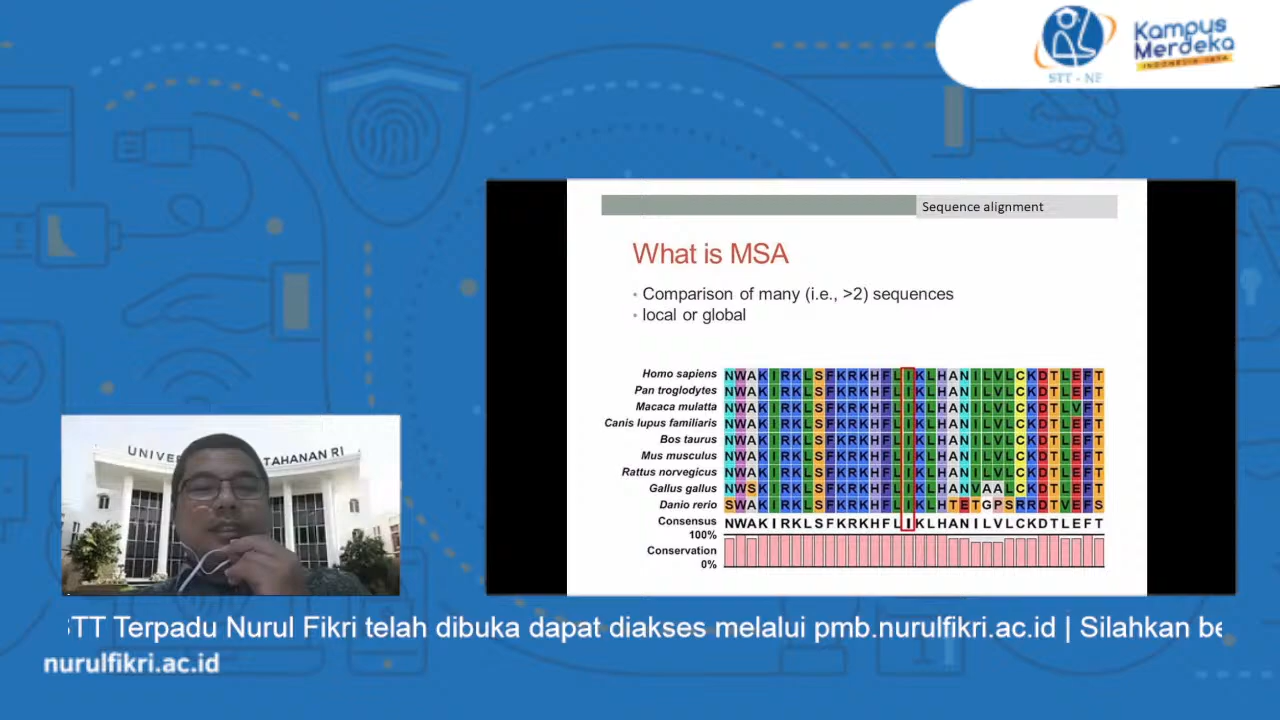 STT - NF
Kampus
Merdeka
INDONESIA JAYA
Sequence alignment
What is MSA
• Comparison of many (i.e., >2) sequences
• local or global
Homo sapiens NWAKIRKLSFKRKHFLIKLHANILVLCKDTLEFT
Pan troglodytes NWAKIRKLSFKRKHFLIKLHANILVLCKDTLEFT
Macaca mulatta NWAKIRKLSFKRKHFLIKLHANILVLCKDTLVFT
Canis lupus familiaris NWAKIRKLSFKRKHFLIKLHANILVLCKDTLEFT
Bos taurus NWAKIRKLSFKRKHFLIKLHANILVLCKDTLEFT
Mus musculus NWAKIRKLSFKRKHFLIKLHANILVLCKDTLEFT
Rattus norvegicus NWAKIRKLSFKRKHFLIKLHANILVLCKDTLEFT
Gallus gallus NWSKIRKLSFKRKHFLIKLHANVAALCKDTLEFT
Danio rerio SWAKIRKLSFKRKHFLIKLHTETGPSRRDTVEFS
Consensus NWAKIRKLSFKRKHFLIKLHANILVLCKDTLEFT
100%
Conservation
0%
UNIVE TAHANAN RI
STT Terpadu Nurul Fikri telah dibuka dapat diakses melalui pmb.nurulfikri.ac.id | Silahkan be
nurulfikri.ac.id